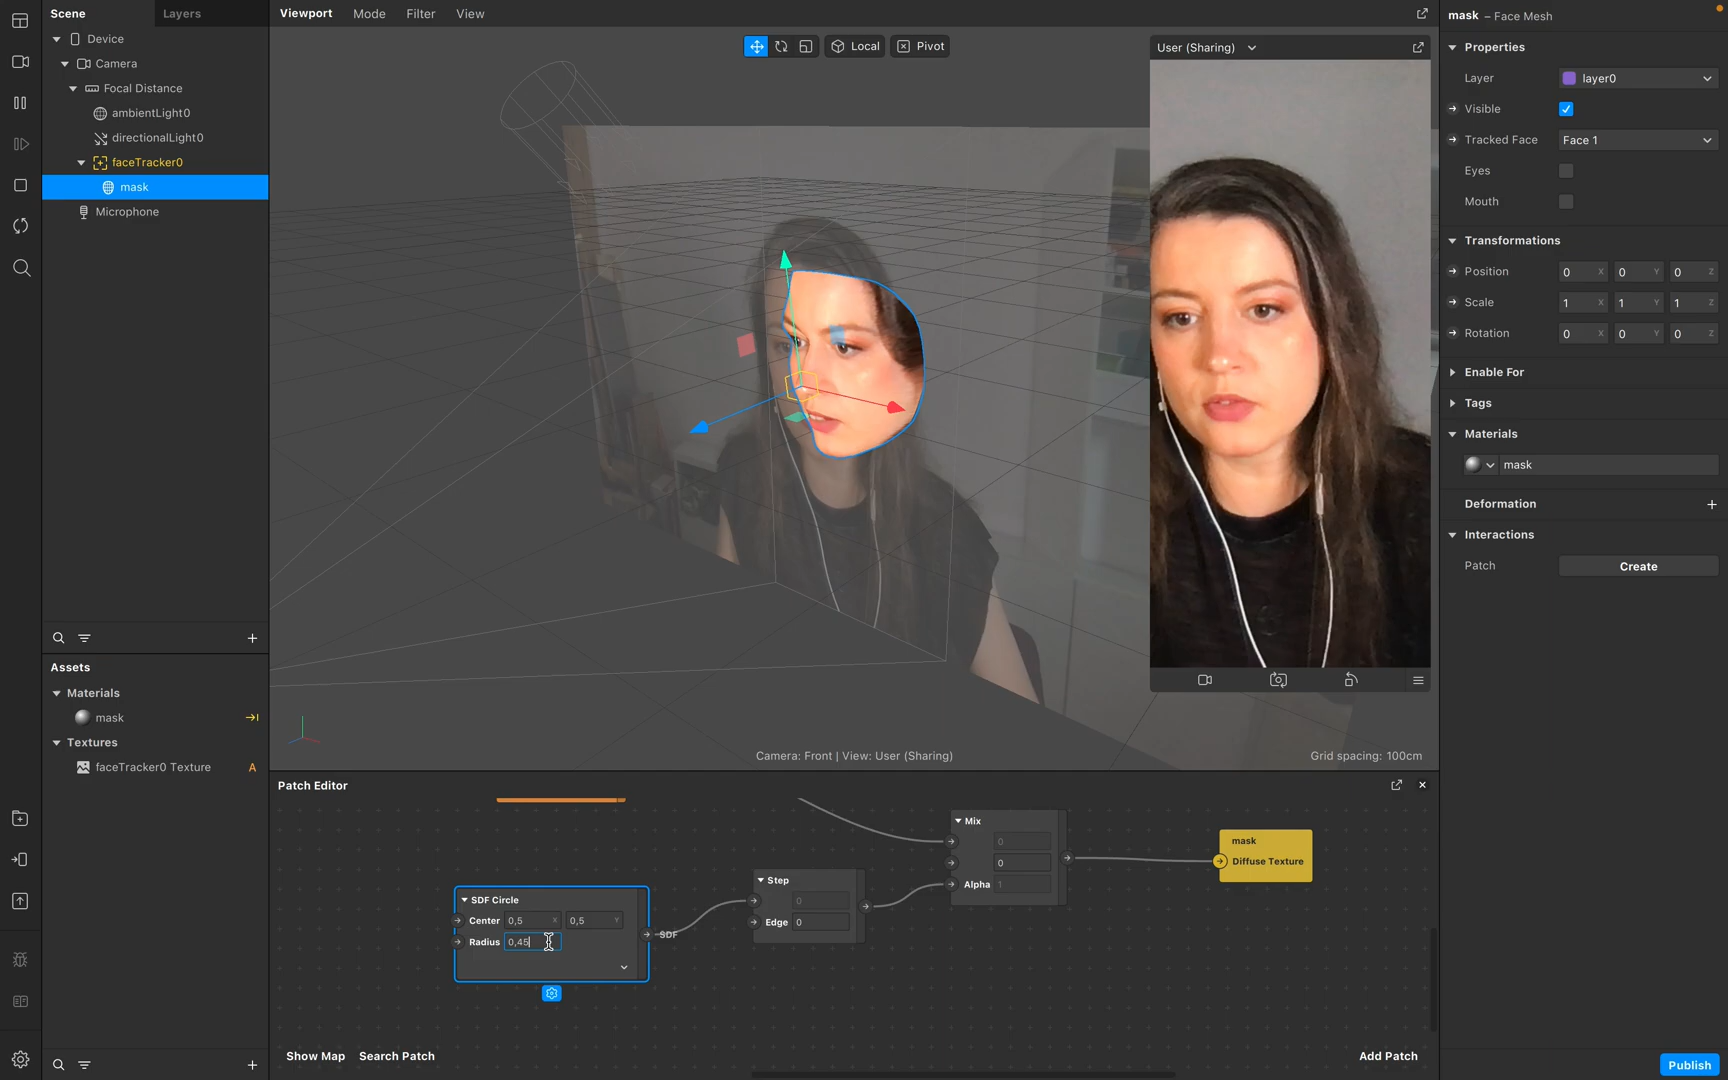 Scene
Layers
Device
Camera
Focal Distance
ambientLight0
directionalLight0
faceTracker0
mask
Microphone
Assets
Materials
mask
Textures
faceTracker0 Texture
A
Viewport
Mode
Filter
View
Local
Pivot
User (Sharing)
Camera: Front | View: User (Sharing)
Grid spacing: 100cm
Patch Editor
SDF Circle
Center 0,5 X 0,5 Y
Radius 0,45
SDF
Step
0
Edge 0
Mix
0
0
Alpha 1
mask
Diffuse Texture
Show Map
Search Patch
Add Patch
mask – Face Mesh
Properties
Layer layer0
Visible
Tracked Face Face 1
Eyes
Mouth
Transformations
Position 0 X 0 Y 0 Z
Scale 1 X 1 Y 1 Z
Rotation 0 X 0 Y 0 Z
Enable For
Tags
Materials
mask
Deformation
Interactions
Patch Create
Publish